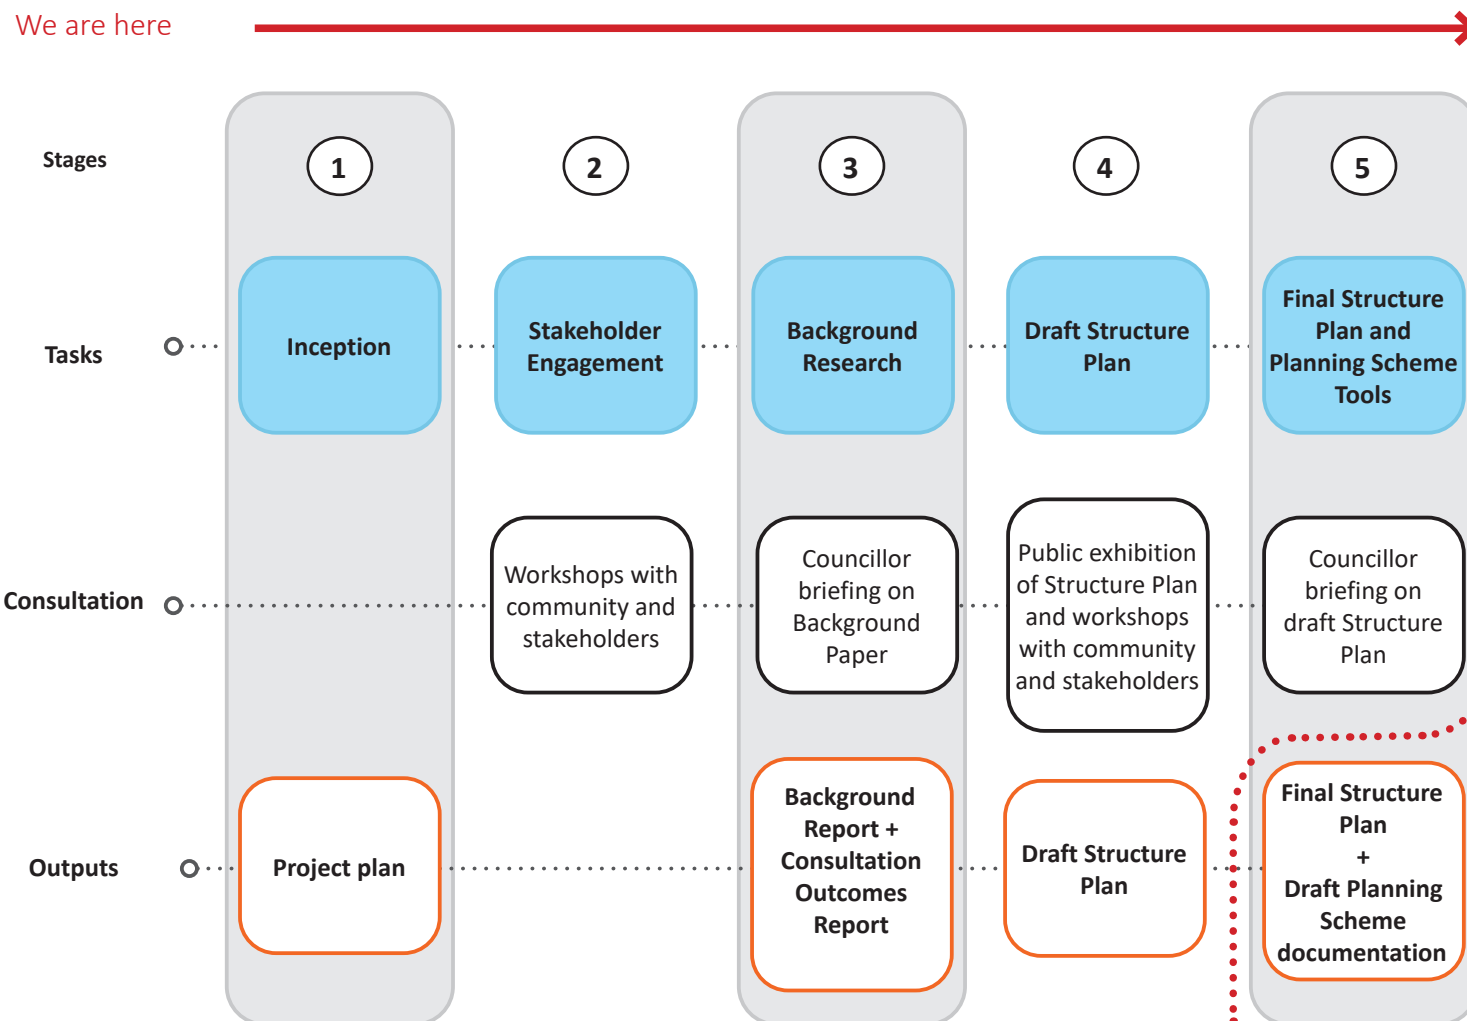 We are here
Stages
1
2
3
4
5
Tasks
Inception
Stakeholder
Engagement
Background
Research
Draft Structure
Plan
Final Structure
Plan and
Planning Scheme
Tools
Consultation
Workshops with
community and
stakeholders
Councillor
briefing on
Background
Paper
Public exhibition
of Structure Plan
and workshops
with community
and stakeholders
Councillor
briefing on
draft Structure
Plan
Outputs
Project plan
Background
Report +
Consultation
Outcomes
Report
Draft Structure
Plan
Final Structure
Plan
+
Draft Planning
Scheme
documentation